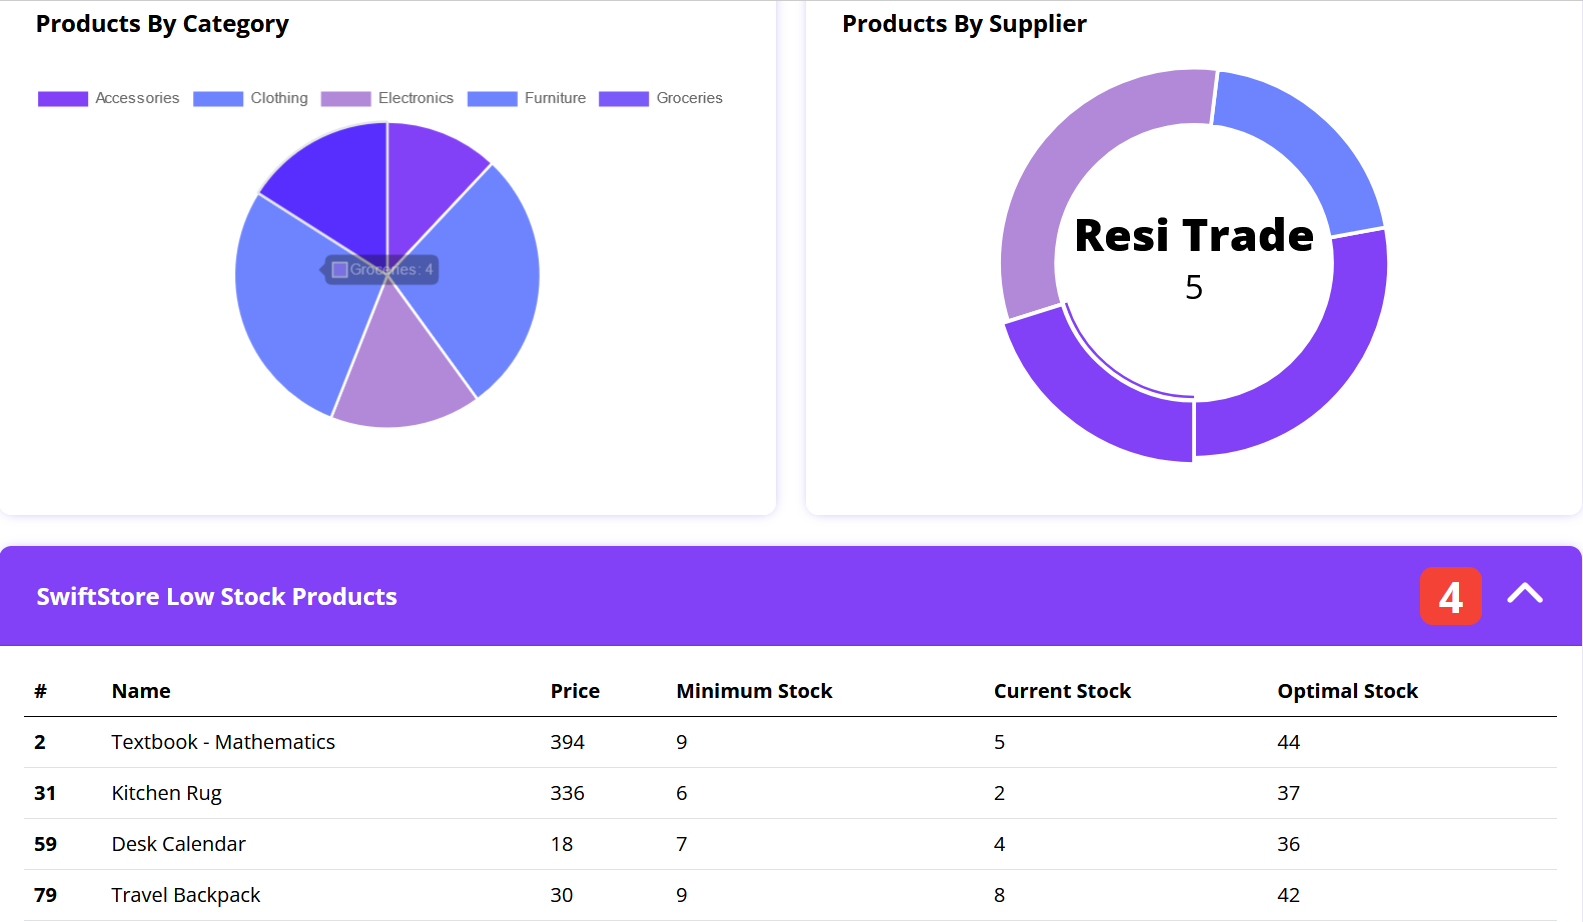 Products By Category
Accessories Clothing Electronics Furniture Groceries
Groceries: 4
Products By Supplier
Resi Trade
5
SwiftStore Low Stock Products 4
# Name Price Minimum Stock Current Stock Optimal Stock
2 Textbook - Mathematics 394 9 5 44
31 Kitchen Rug 336 6 2 37
59 Desk Calendar 18 7 4 36
79 Travel Backpack 30 9 8 42